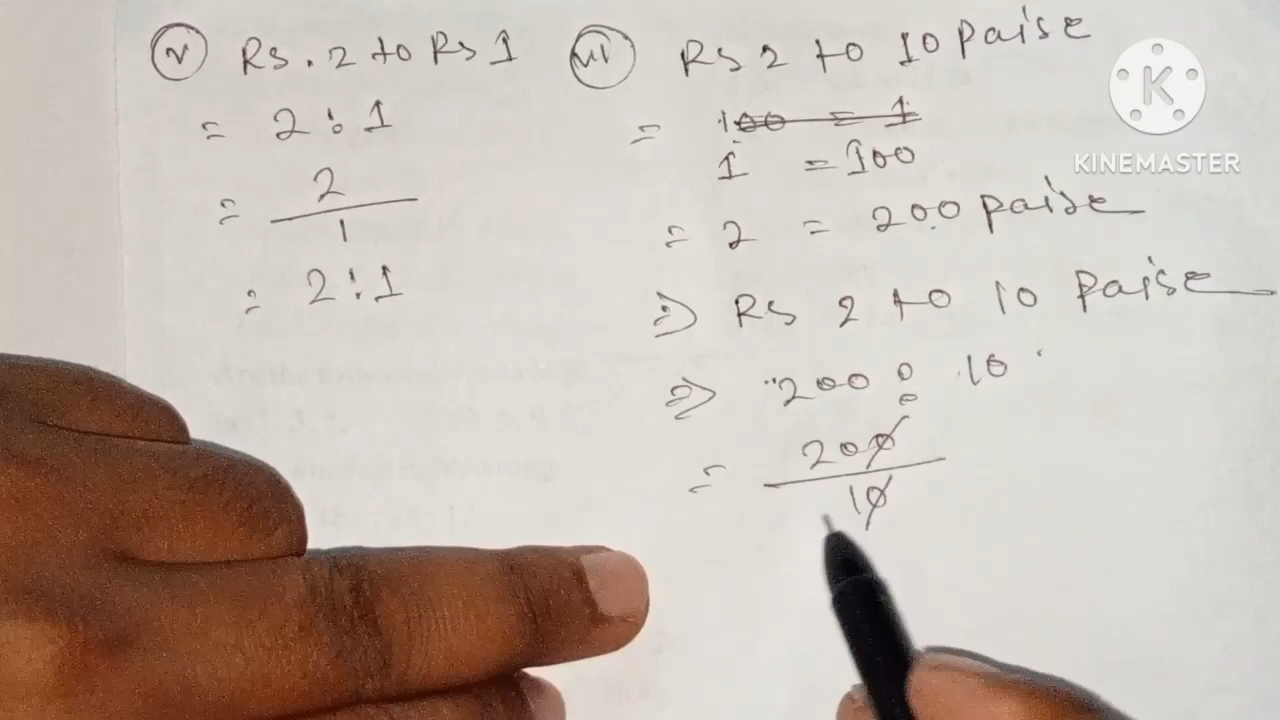 (v) Rs. 2 to Rs 1
= 2 : 1
= 2/1
= 2 : 1
(vii) Rs 2 to 10 paise
= 100 = 1
1 = 100
= 2 = 200 paise
=> Rs 2 to 10 paise
=> 200 : 10
= 200/10
K
KINEMASTER